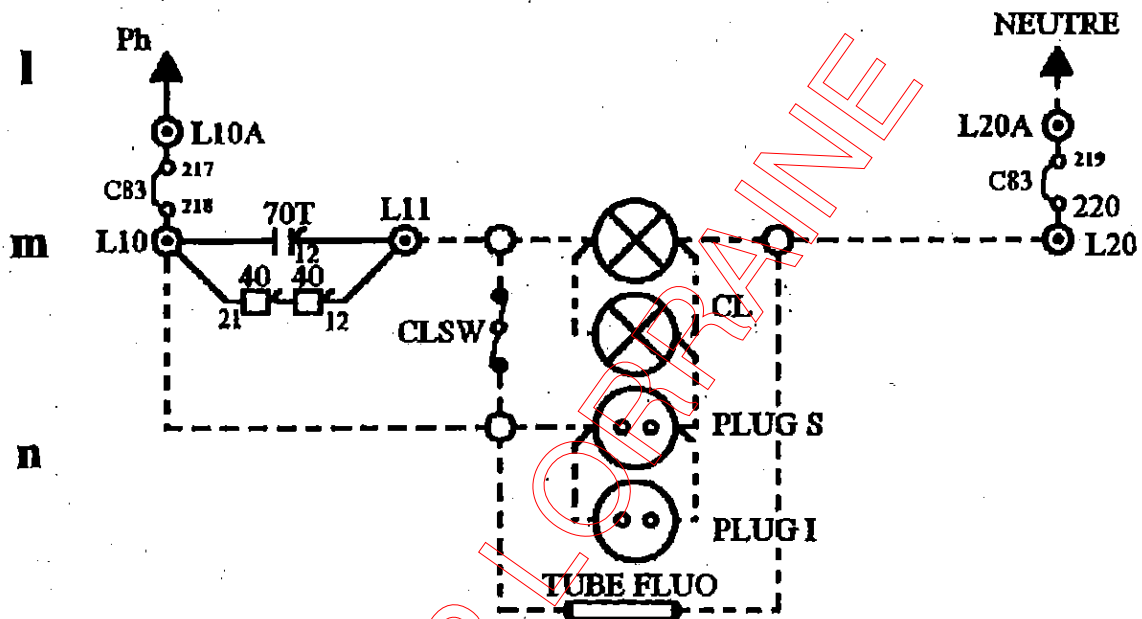 l
Ph
NEUTRE
L10A
L20A
217
CB3
218
219
C83
220
m
L10
70T
12
L11
L20
40
40
21
12
CLSW
CL
n
PLUG S
PLUG I
TUBE FLUO
LORRAINE